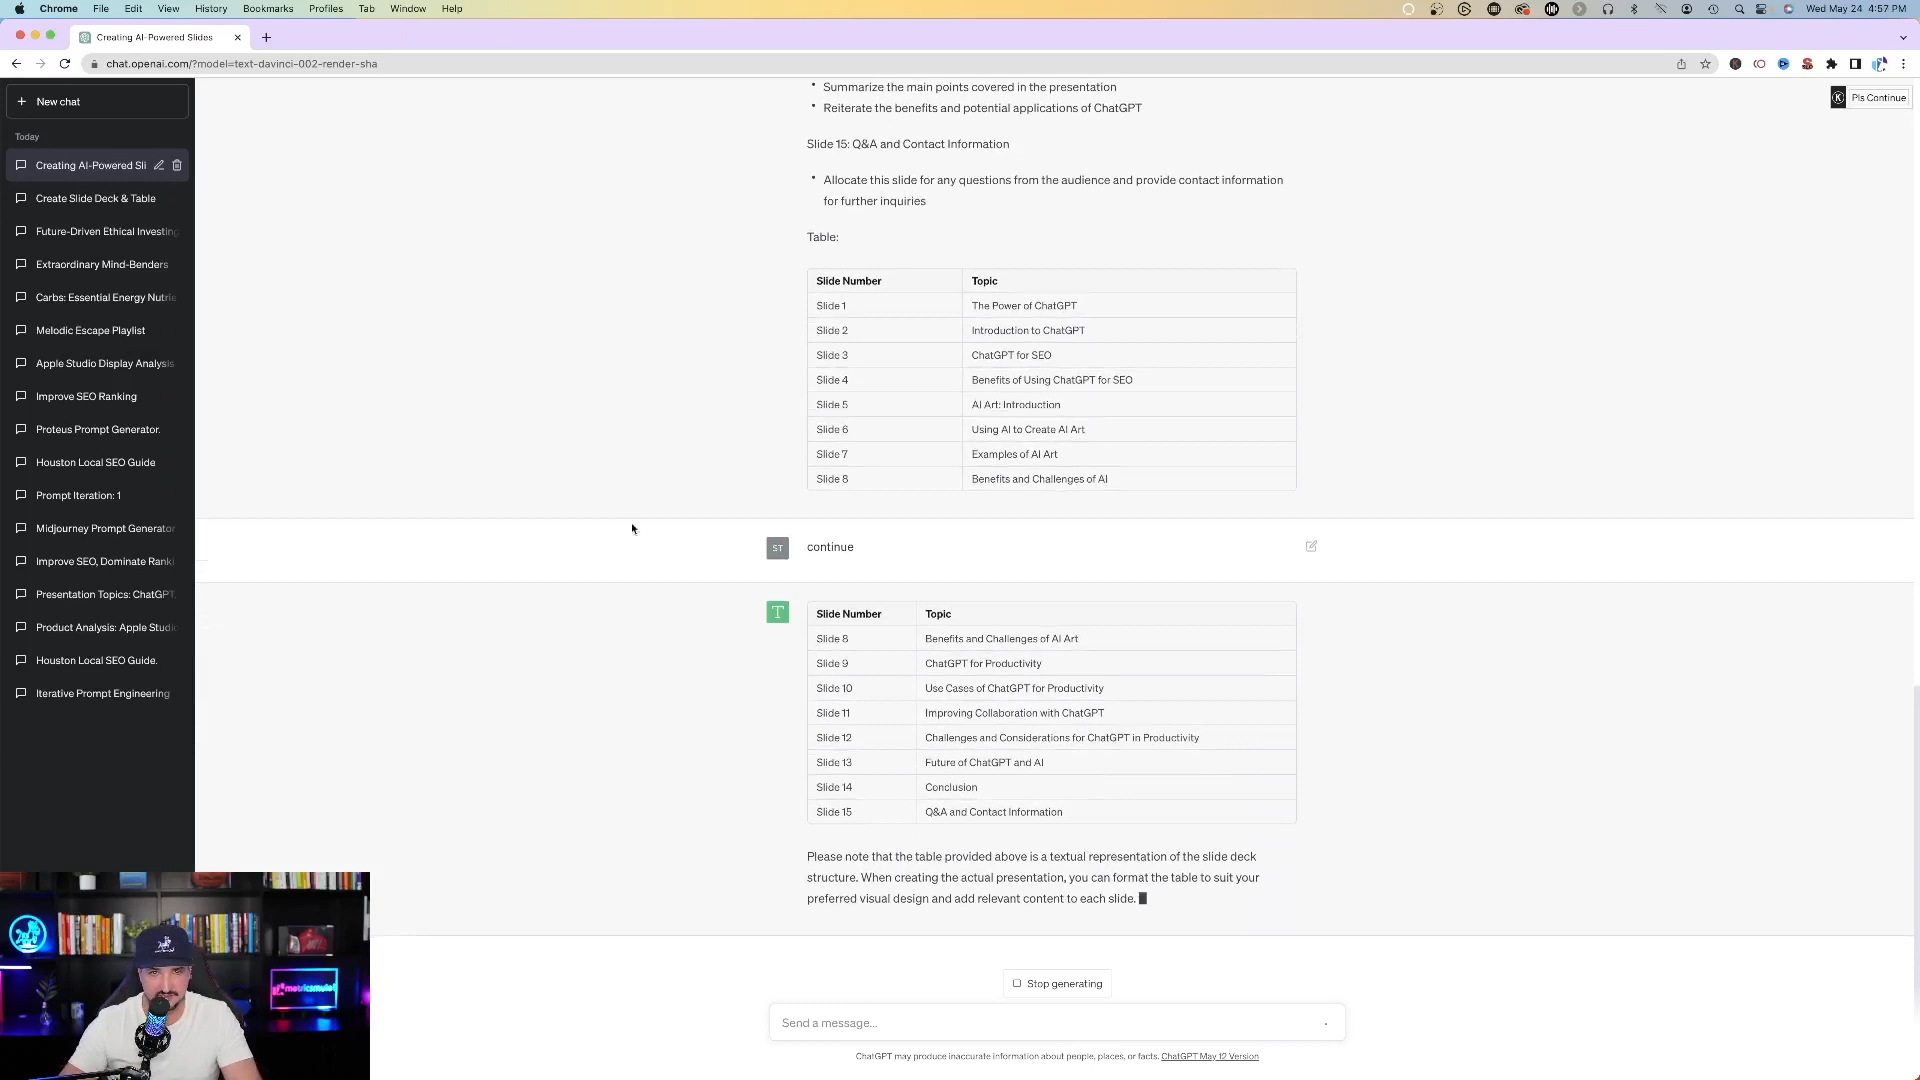 Chrome File Edit View History Bookmarks Profiles Tab Window Help Wed May 24 4:57 PM
Creating AI-Powered Slides
chat.openai.com/?model=text-davinci-002-render-sha
New chat
Today
Creating AI-Powered Sli
Create Slide Deck & Table
Future-Driven Ethical Investing
Extraordinary Mind-Benders
Carbs: Essential Energy Nutrie
Melodic Escape Playlist
Apple Studio Display Analysis
Improve SEO Ranking
Proteus Prompt Generator.
Houston Local SEO Guide
Prompt Iteration: 1
Midjourney Prompt Generator
Improve SEO, Dominate Ranki
Presentation Topics: ChatGPT,
Product Analysis: Apple Studio
Houston Local SEO Guide.
Iterative Prompt Engineering
Pls Continue
• Summarize the main points covered in the presentation
• Reiterate the benefits and potential applications of ChatGPT
Slide 15: Q&A and Contact Information
• Allocate this slide for any questions from the audience and provide contact information
for further inquiries
Table:
Slide Number Topic
Slide 1 The Power of ChatGPT
Slide 2 Introduction to ChatGPT
Slide 3 ChatGPT for SEO
Slide 4 Benefits of Using ChatGPT for SEO
Slide 5 AI Art: Introduction
Slide 6 Using AI to Create AI Art
Slide 7 Examples of AI Art
Slide 8 Benefits and Challenges of AI
ST continue
Slide Number Topic
Slide 8 Benefits and Challenges of AI Art
Slide 9 ChatGPT for Productivity
Slide 10 Use Cases of ChatGPT for Productivity
Slide 11 Improving Collaboration with ChatGPT
Slide 12 Challenges and Considerations for ChatGPT in Productivity
Slide 13 Future of ChatGPT and AI
Slide 14 Conclusion
Slide 15 Q&A and Contact Information
Please note that the table provided above is a textual representation of the slide deck
structure. When creating the actual presentation, you can format the table to suit your
preferred visual design and add relevant content to each slide.
Stop generating
Send a message...
ChatGPT may produce inaccurate information about people, places, or facts. ChatGPT May 12 Version
metricsmule